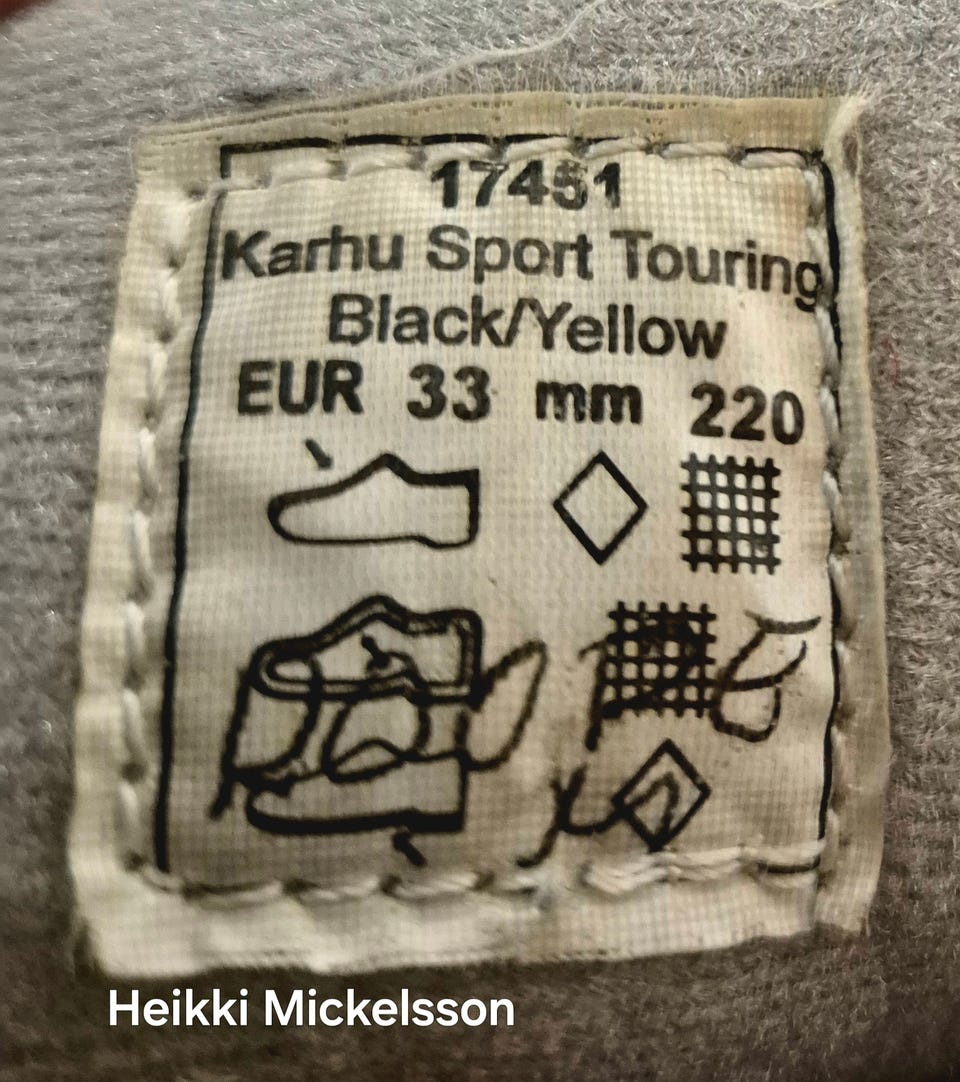 17451
Karhu Sport Touring
Black/Yellow
EUR 33 mm 220
Heikki Mickelsson